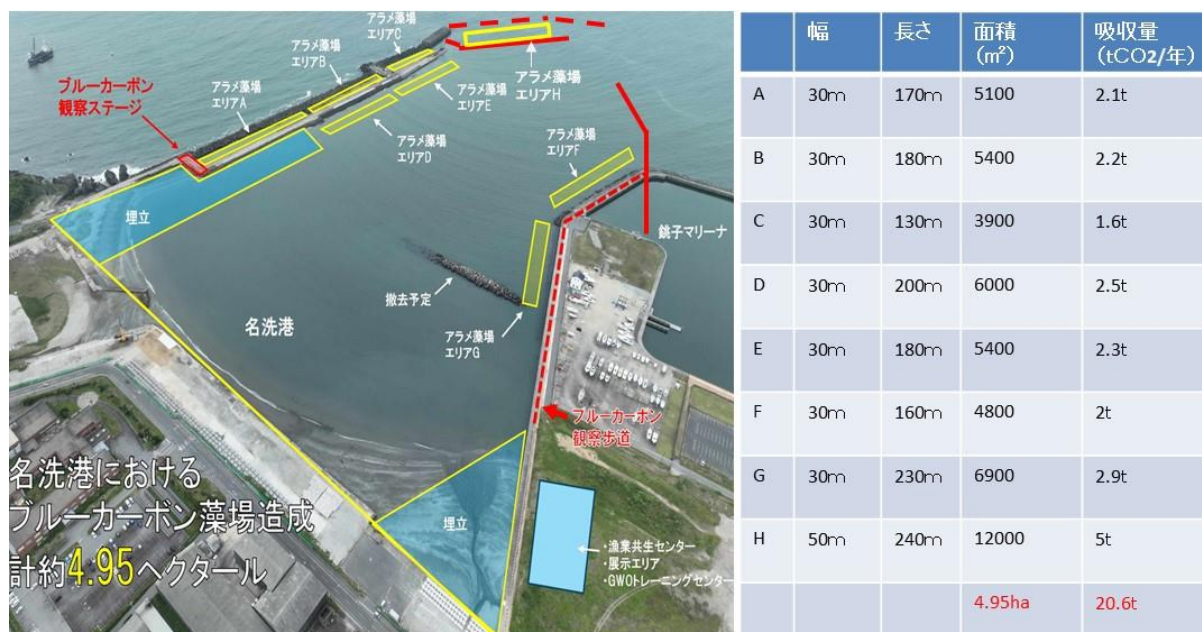 アラメ藻場
エリアC
アラメ藻場
エリアB
アラメ藻場
エリアA
ブルーカーボン
観察ステージ
アラメ藻場
エリアH
アラメ藻場
エリアE
アラメ藻場
エリアD
アラメ藻場
エリアF
埋立
銚子マリーナ
撤去予定
名洗港
アラメ藻場
エリアG
ブルーカーボン
観察歩道
埋立
名洗港における
ブルーカーボン藻場造成
計約4.95ヘクタール
・漁業共生センター
・展示エリア
・GWOトレーニングセンター
幅 長さ 面積(㎡) 吸収量(tCO2/年)
A 30m 170m 5100 2.1t
B 30m 180m 5400 2.2t
C 30m 130m 3900 1.6t
D 30m 200m 6000 2.5t
E 30m 180m 5400 2.3t
F 30m 160m 4800 2t
G 30m 230m 6900 2.9t
H 50m 240m 12000 5t
4.95ha 20.6t